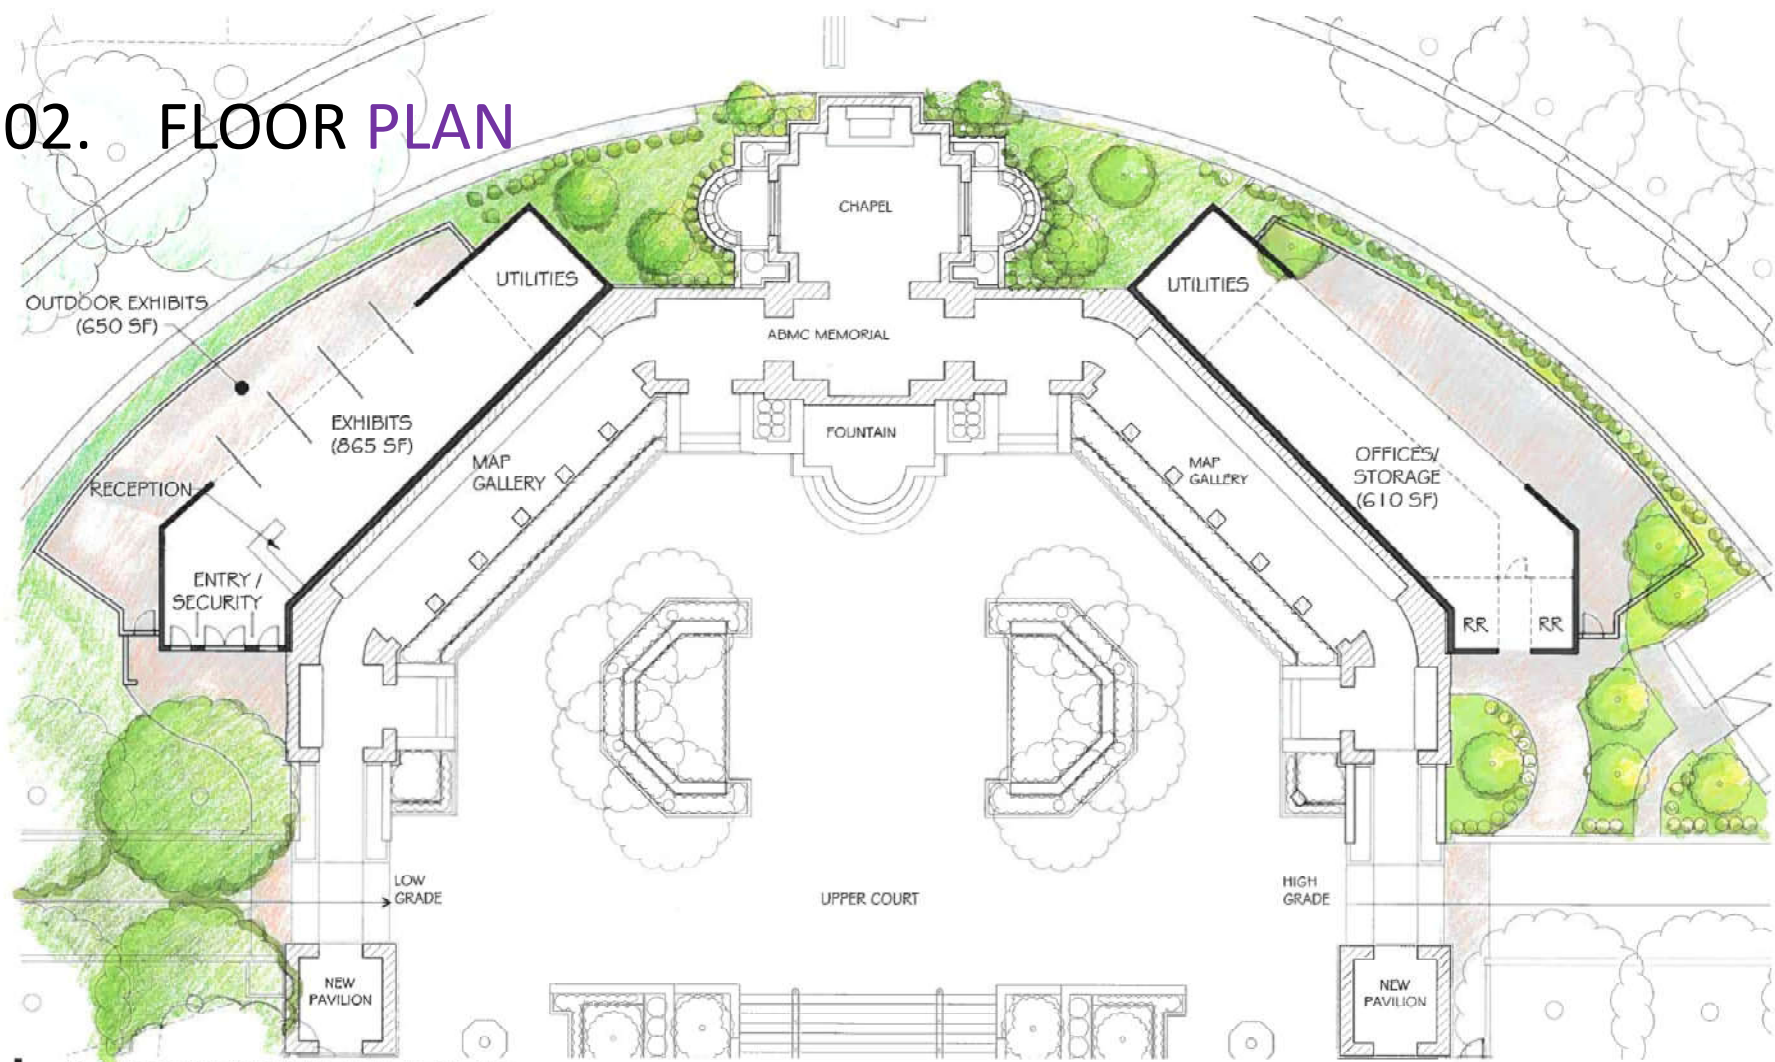 02. FLOOR PLAN
CHAPEL
UTILITIES
UTILITIES
OUTDOOR EXHIBITS
(650 SF)
ABMC MEMORIAL
EXHIBITS
(865 SF)
FOUNTAIN
MAP
GALLERY
MAP
GALLERY
OFFICES/
STORAGE
(610 SF)
RECEPTION
ENTRY /
SECURITY
RR
RR
LOW
GRADE
UPPER COURT
HIGH
GRADE
NEW
PAVILION
NEW
PAVILION